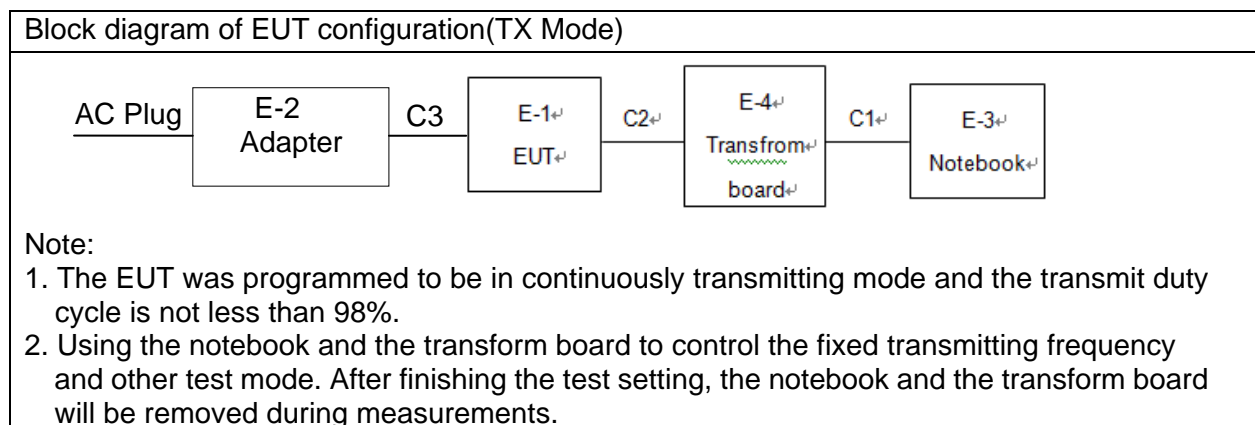 Block diagram of EUT configuration(TX Mode)
AC Plug
E-2
Adapter
C3
E-1↵
EUT↵
C2↵
E-4↵
Transfrom↵
board↵
C1↵
E-3↵
Notebook↵
Note:
1. The EUT was programmed to be in continuously transmitting mode and the transmit duty
cycle is not less than 98%.
2. Using the notebook and the transform board to control the fixed transmitting frequency
and other test mode. After finishing the test setting, the notebook and the transform board
will be removed during measurements.